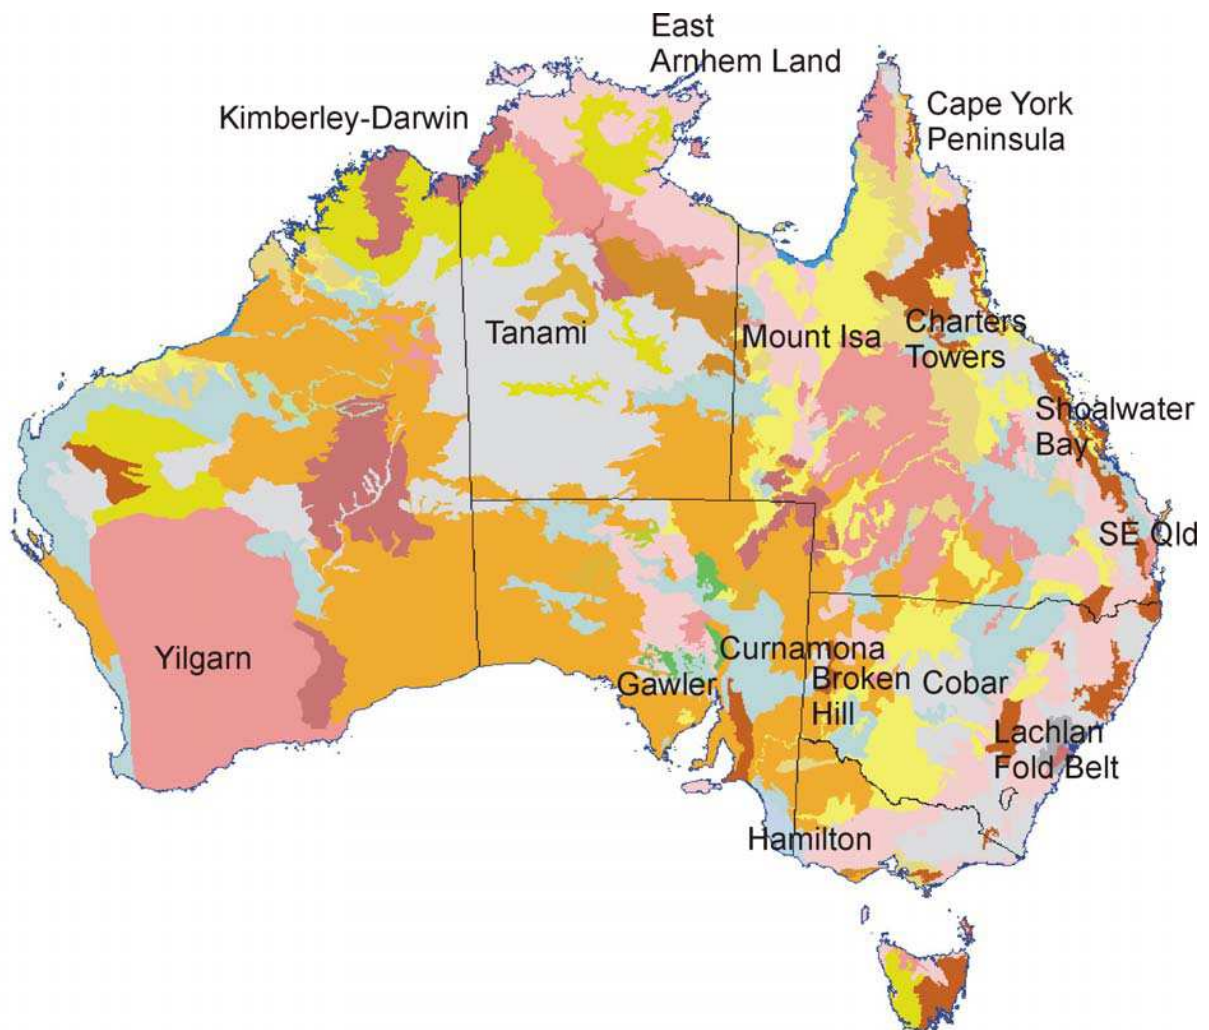 East
Arnhem Land
Kimberley-Darwin
Cape York
Peninsula
Tanami
Mount Isa
Charters
Towers
Shoalwater
Bay
SE Qld
Yilgarn
Curnamona
Gawler
Broken
Hill
Cobar
Lachlan
Fold Belt
Hamilton